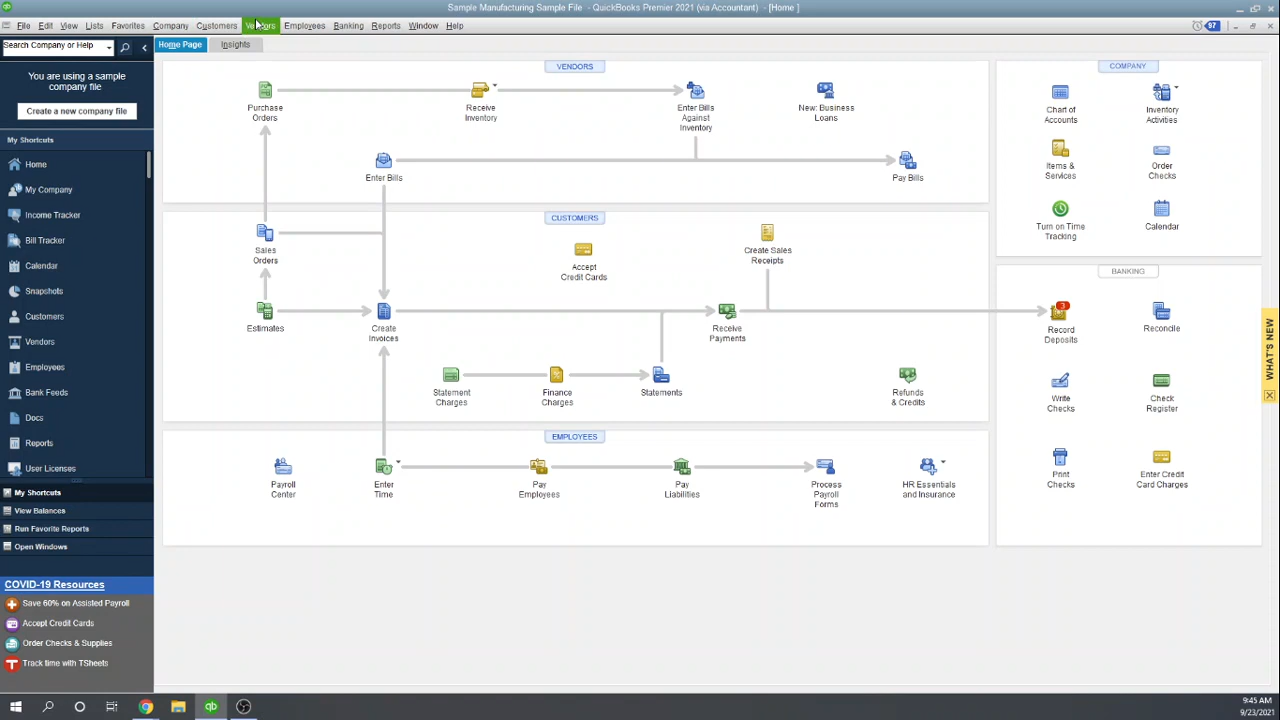 Sample Manufacturing Sample File - QuickBooks Premier 2021 (via Accountant) - [Home ]
File Edit View Lists Favorites Company Customers Vendors Employees Banking Reports Window Help
97
Search Company or Help
Home Page Insights
You are using a sample
company file
Create a new company file
My Shortcuts
Home
My Company
Income Tracker
Bill Tracker
Calendar
Snapshots
Customers
Vendors
Employees
Bank Feeds
Docs
Reports
User Licenses
My Shortcuts
View Balances
Run Favorite Reports
Open Windows
COVID-19 Resources
Save 60% on Assisted Payroll
Accept Credit Cards
Order Checks & Supplies
Track time with TSheets
VENDORS
Purchase
Orders
Receive
Inventory
Enter Bills
Against
Inventory
New: Business
Loans
Enter Bills
Pay Bills
CUSTOMERS
Sales
Orders
Accept
Credit Cards
Create Sales
Receipts
Estimates
Create
Invoices
Receive
Payments
Statement
Charges
Finance
Charges
Statements
Refunds
& Credits
EMPLOYEES
Payroll
Center
Enter
Time
Pay
Employees
Pay
Liabilities
Process
Payroll
Forms
HR Essentials
and Insurance
COMPANY
Chart of
Accounts
Inventory
Activities
Items &
Services
Order
Checks
Turn on Time
Tracking
Calendar
BANKING
3
Record
Deposits
Reconcile
Write
Checks
Check
Register
Print
Checks
Enter Credit
Card Charges
WHAT'S NEW
qb
9:45 AM
9/23/2021